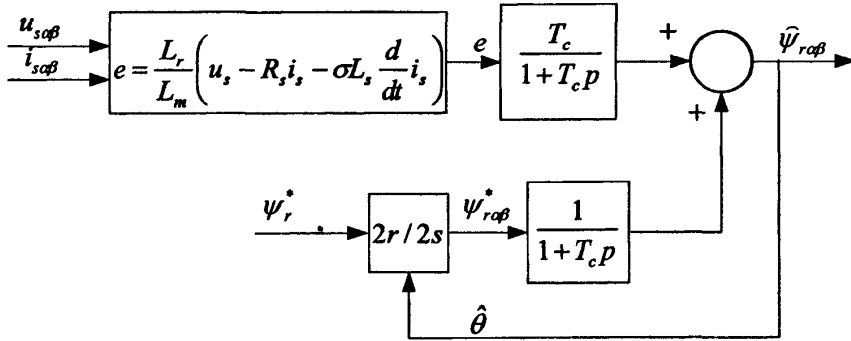 u_{sαβ}
i_{sαβ}
e = \frac{L_r}{L_m}\left(u_s - R_s i_s - σL_s \frac{d}{dt} i_s\right)
e
\frac{T_c}{1+T_c p}
+
+
\hat{ψ}_{rαβ}
ψ_r^*
2r/2s
ψ_{rαβ}^*
\frac{1}{1+T_c p}
\hat{θ}